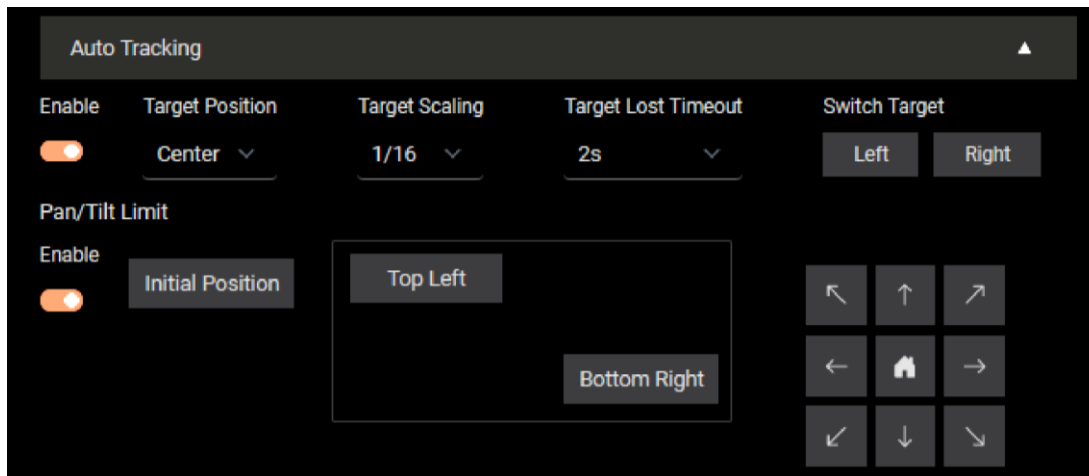 Auto Tracking
Enable Target Position Target Scaling Target Lost Timeout Switch Target
Center 1/16 2s Left Right
Pan/Tilt Limit
Enable
Initial Position Top Left
Bottom Right